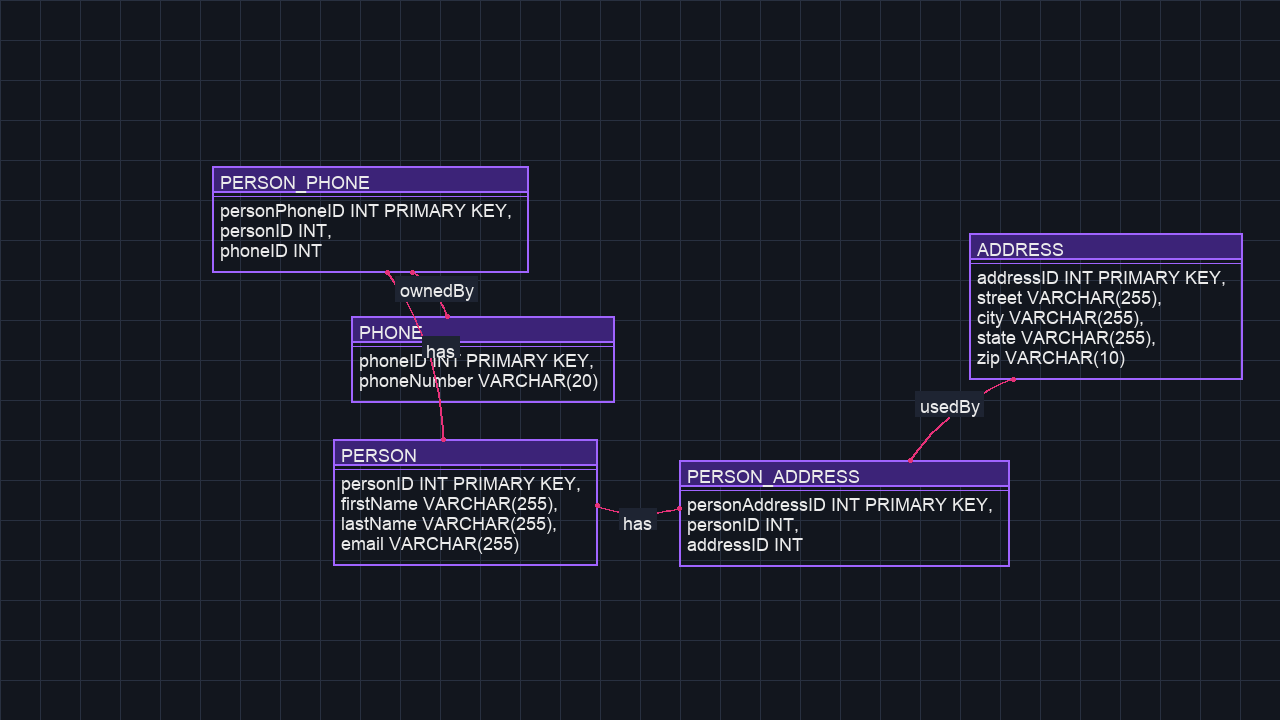 PERSON_PHONE
personPhoneID INT PRIMARY KEY,
personID INT,
phoneID INT
ownedBy
PHONE
has
phoneID INT PRIMARY KEY,
phoneNumber VARCHAR(20)
PERSON
personID INT PRIMARY KEY,
firstName VARCHAR(255),
lastName VARCHAR(255),
email VARCHAR(255)
has
ADDRESS
addressID INT PRIMARY KEY,
street VARCHAR(255),
city VARCHAR(255),
state VARCHAR(255),
zip VARCHAR(10)
usedBy
PERSON_ADDRESS
personAddressID INT PRIMARY KEY,
personID INT,
addressID INT